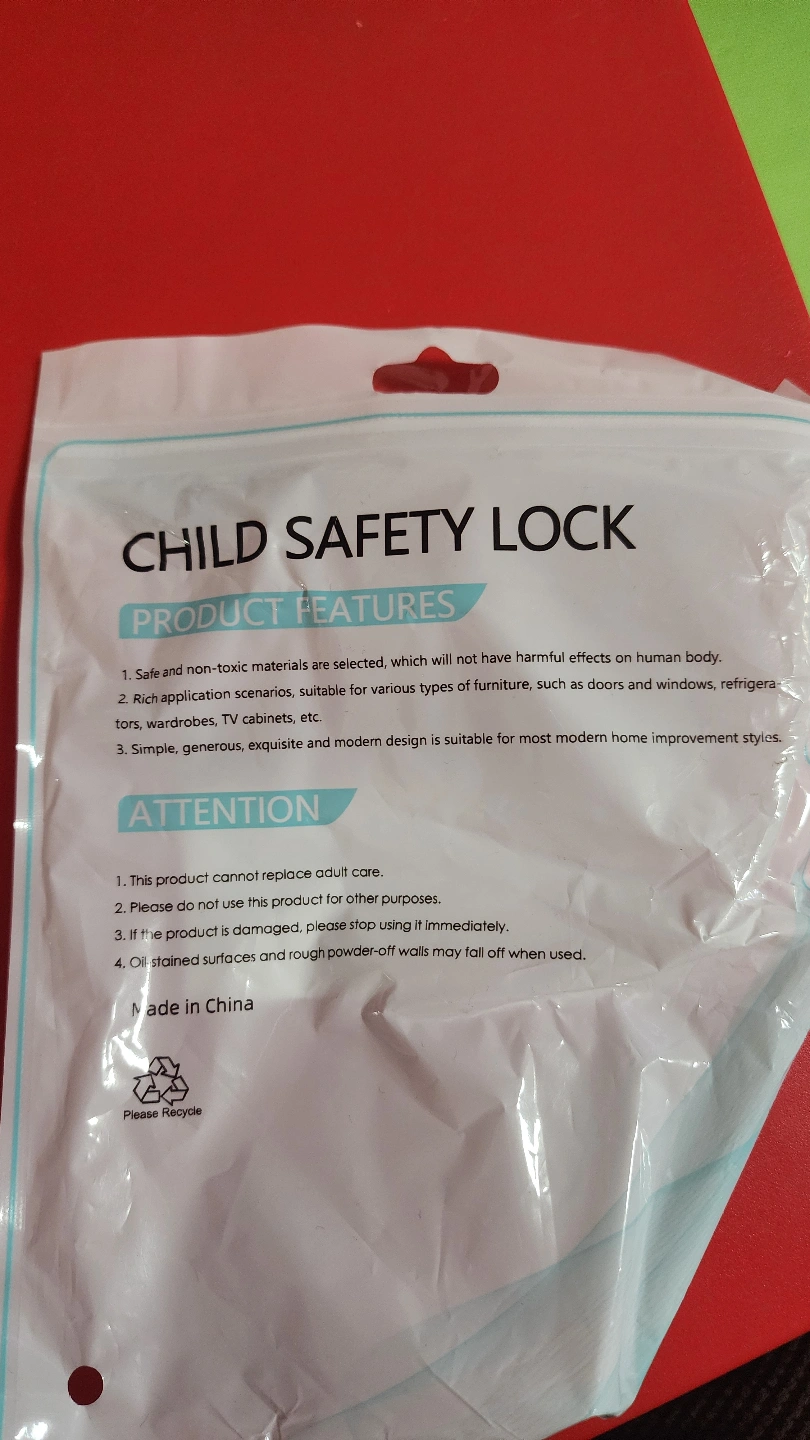 CHILD SAFETY LOCK
PRODUCT FEATURES
1. Safe and non-toxic materials are selected, which will not have harmful effects on human body.
2. Rich application scenarios, suitable for various types of furniture, such as doors and windows, refrigera-
tors, wardrobes, TV cabinets, etc.
3. Simple, generous, exquisite and modern design is suitable for most modern home improvement styles.
ATTENTION
1. This product cannot replace adult care.
2. Please do not use this product for other purposes.
3. If the product is damaged, please stop using it immediately.
4. Oil-stained surfaces and rough powder-off walls may fall off when used.
Made in China
Please Recycle